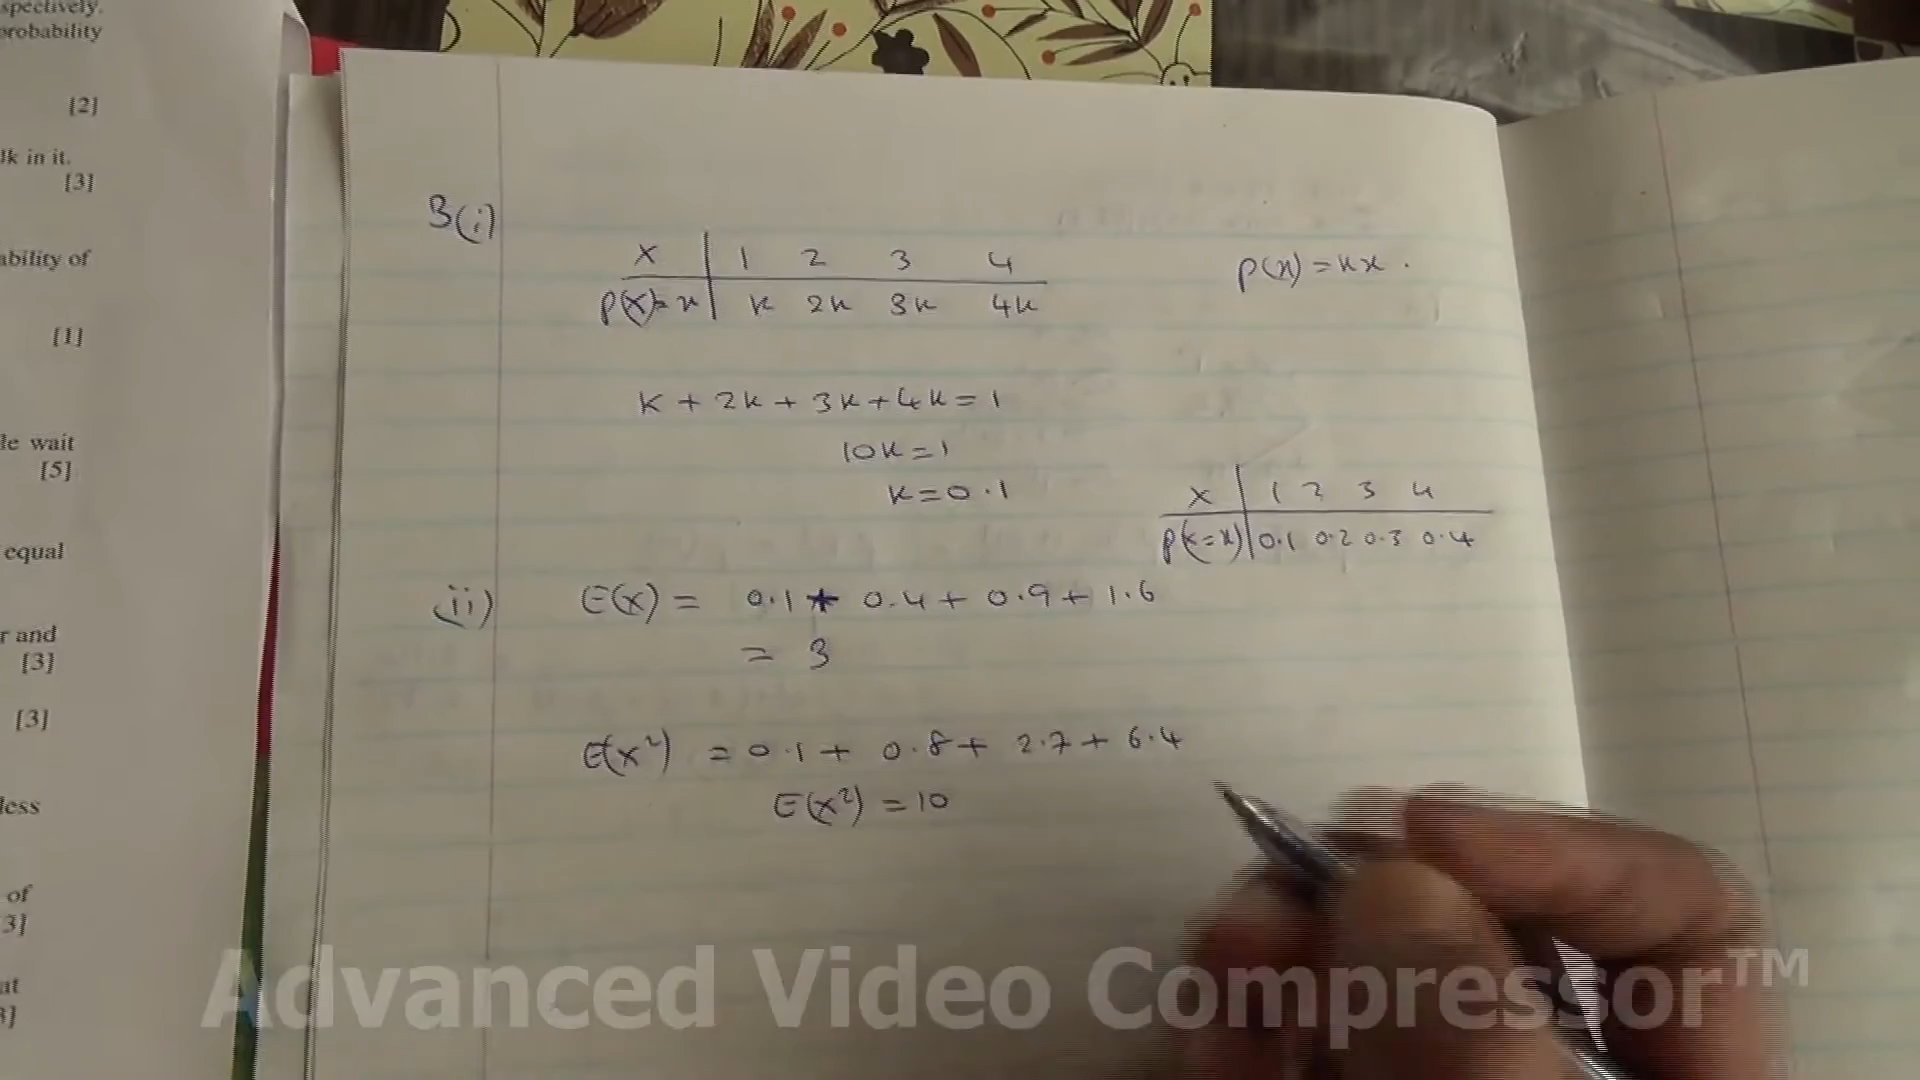 spectively.
probability
[2]
lk in it.
[3]
ability of
[1]
le wait
[5]
equal
r and
[3]
[3]
less
of
3]
at
3]
3(i)
X | 1 2 3 4
P(X)=x | k 2k 3k 4k
P(x)=kx.
k + 2k + 3k + 4k = 1
10k = 1
k = 0.1
X | 1 2 3 4
P(X=x) | 0.1 0.2 0.3 0.4
(ii) E(X) = 0.1 + 0.4 + 0.9 + 1.6
= 3
E(X²) = 0.1 + 0.8 + 2.7 + 6.4
E(X²) = 10
Advanced Video Compressor™